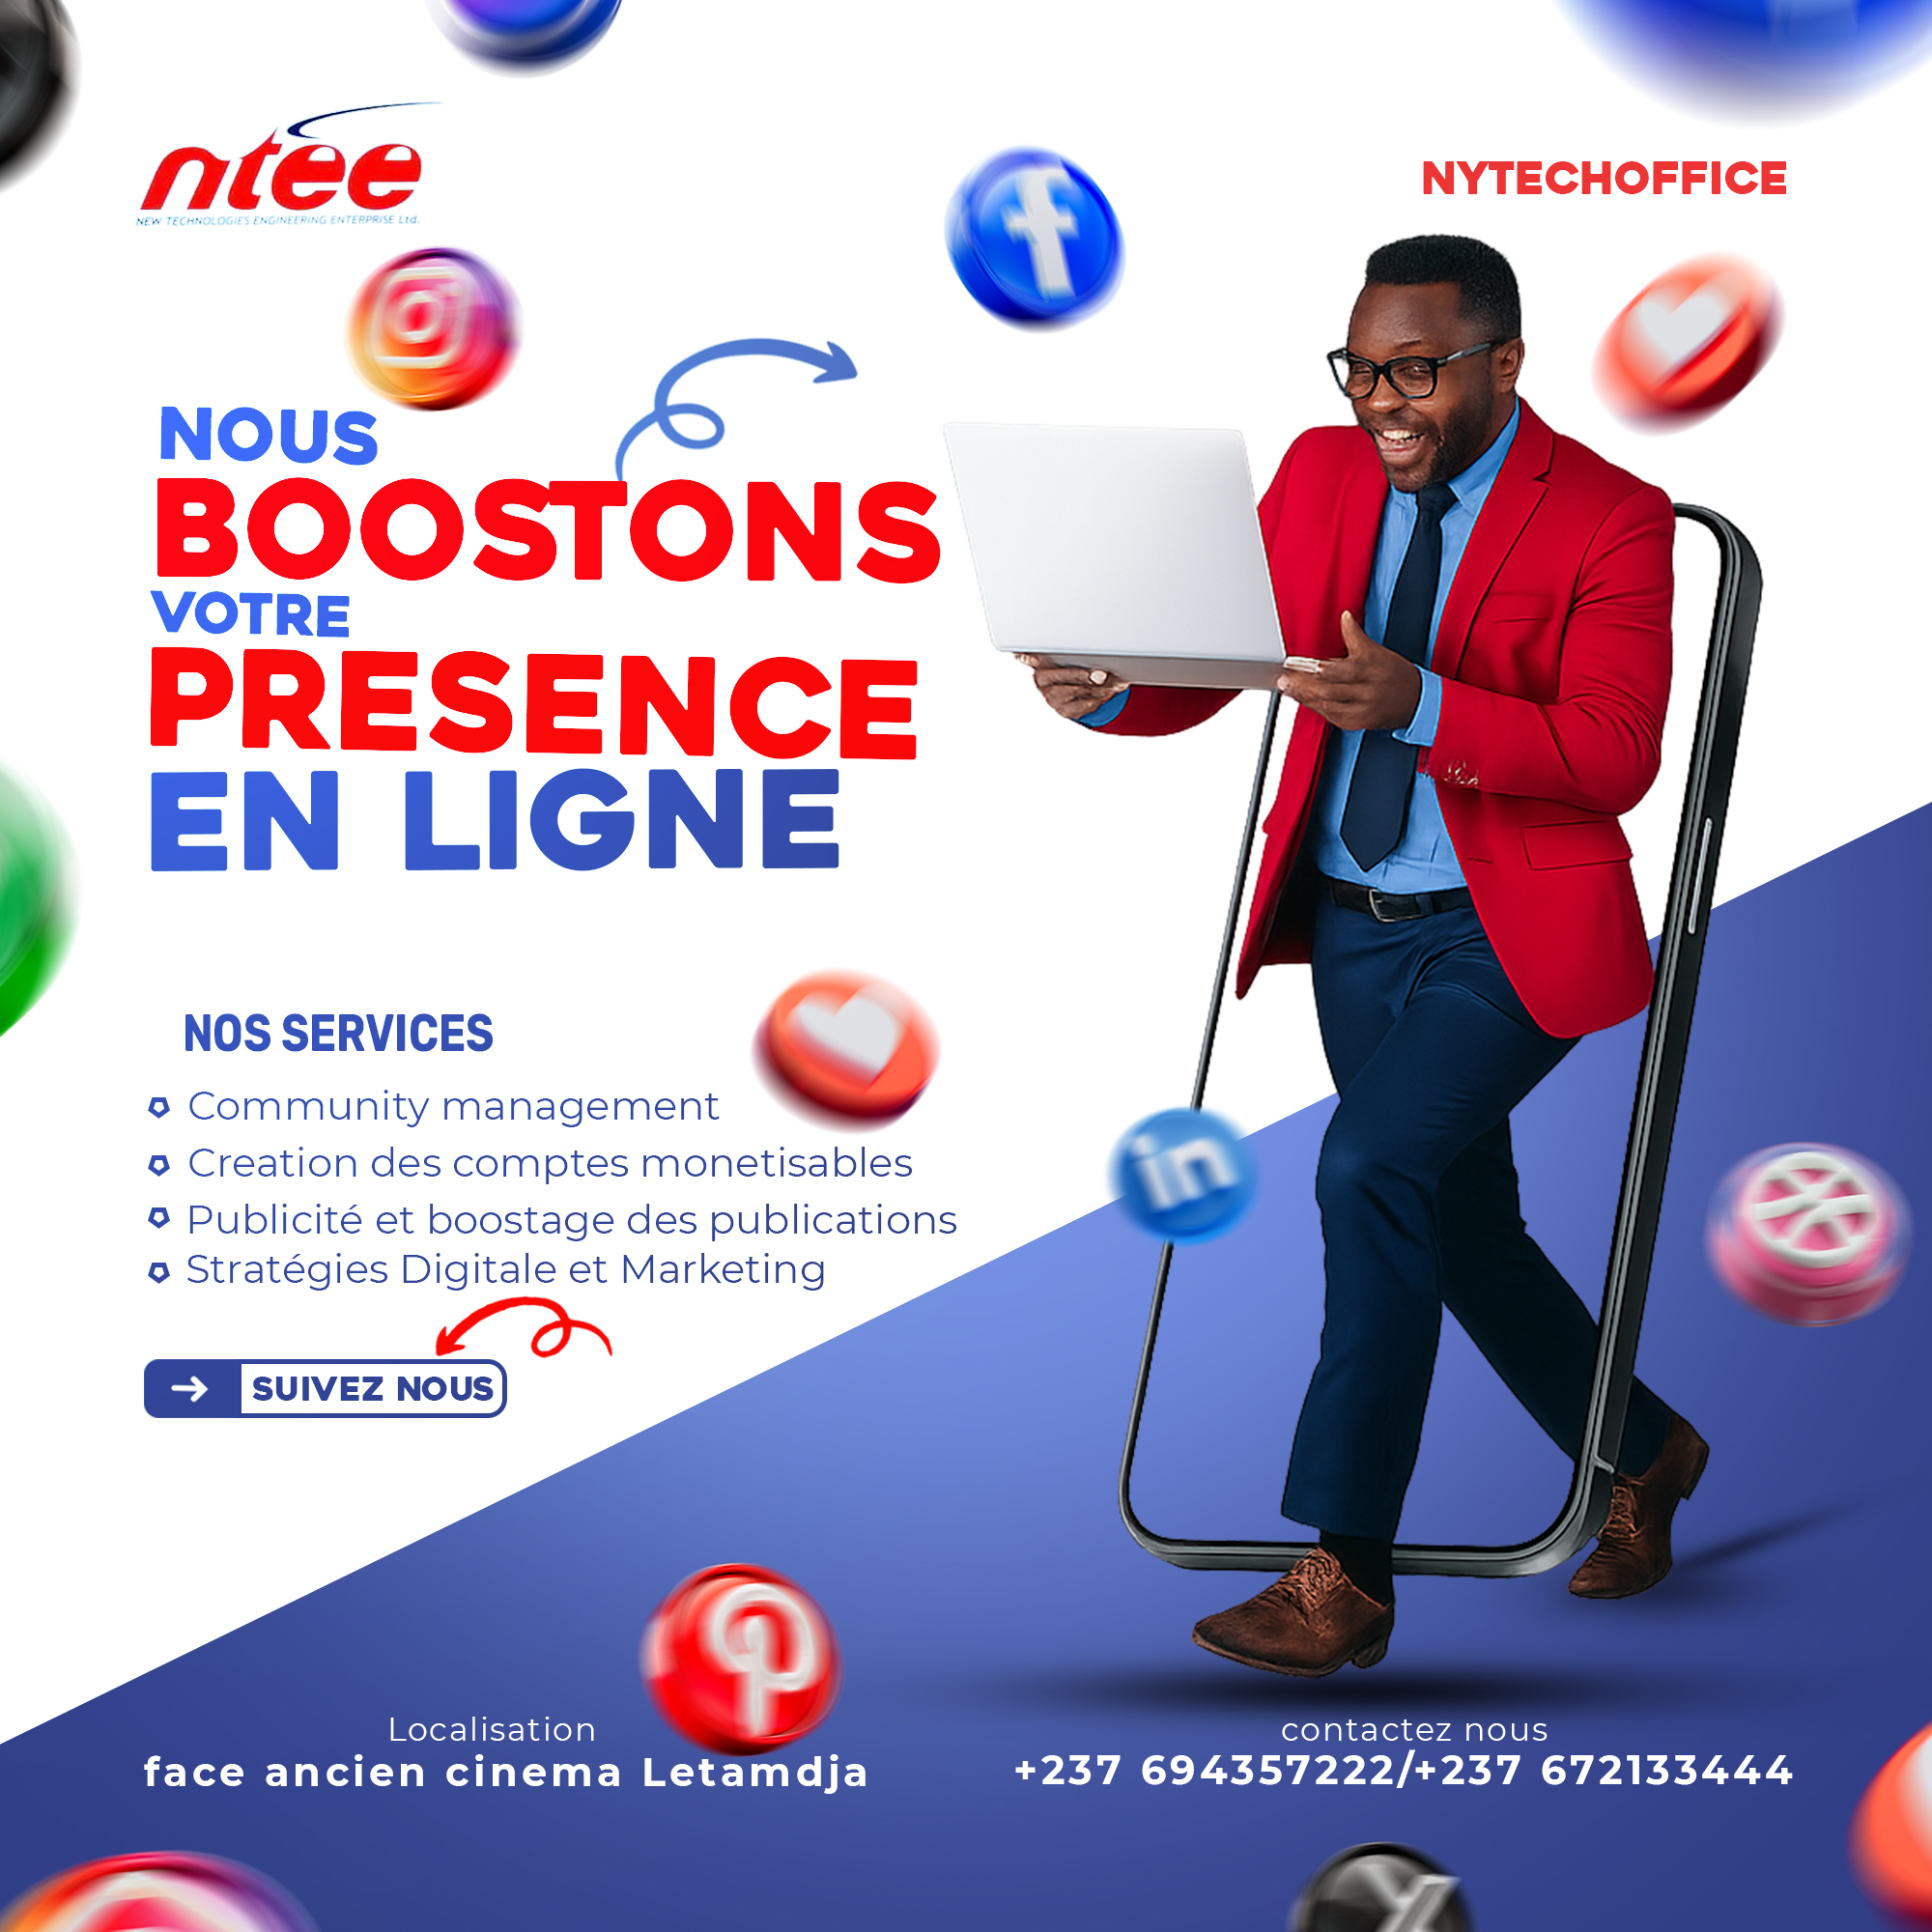 ntee
NEW TECHNOLOGIES ENGINEERING ENTERPRISE Ltd.
NYTECHOFFICE
NOUS
BOOSTONS
VOTRE
PRESENCE
EN LIGNE
NOS SERVICES
Community management
Creation des comptes monetisables
Publicité et boostage des publications
Stratégies Digitale et Marketing
SUIVEZ NOUS
in
Localisation
face ancien cinema Letamdja
contactez nous
+237 694357222/+237 672133444